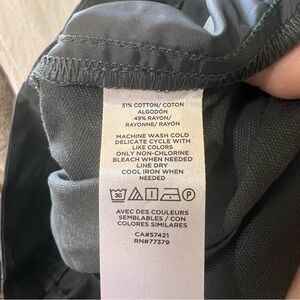 51% COTTON/ COTON
ALGODÓN
49% RAYON/
RAYONNE/ RAYÓN
MACHINE WASH COLD
DELICATE CYCLE WITH
LIKE COLORS
ONLY NON-CHLORINE
BLEACH WHEN NEEDED
LINE DRY
COOL IRON WHEN
NEEDED
30 P
AVEC DES COULEURS
SEMBLABLES / CON
COLORES SIMILARES
CA#57421
RN#77379